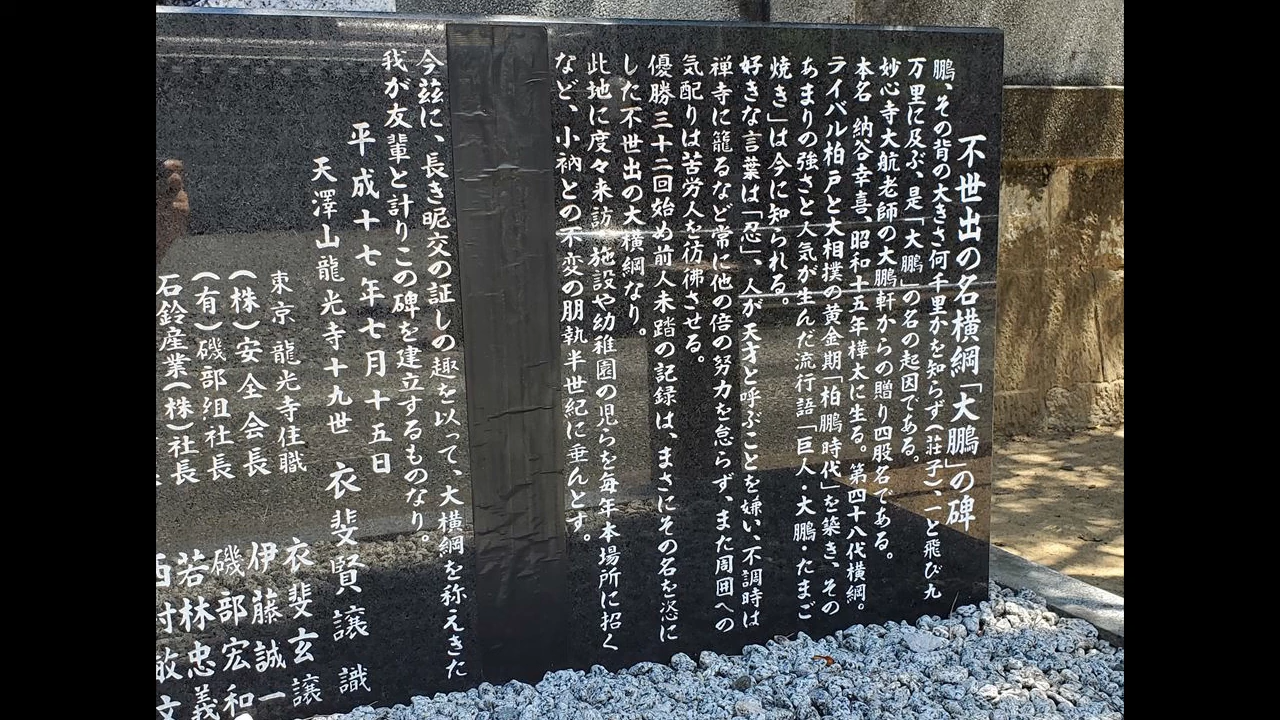 不世出の名横綱「大鵬」の碑
鵬、その背の大きさ何千里かを知らず(荘子)、一と飛び九
万里に及ぶ、是「大鵬」の名の起因である。
妙心寺大航老師の大鵬軒からの贈り四股名である。
本名 納谷幸喜、昭和十五年樺太に生る。第四十八代横綱。
ライバル柏戸と大相撲の黄金期「柏鵬時代」を築き、その
あまりの強さと人気が生んだ流行語「巨人・大鵬・たまご
焼き」は今に知られる。
好きな言葉は「忍」、人が天才と呼ぶことを嫌い、不調時は
禅寺に籠るなど常に他の倍の努力を怠らず、また周囲への
気配りは苦労人を彷彿させる。
優勝三十二回始め前人未踏の記録は、まさにその名を恣に
した不世出の大横綱なり。
此地に度々来訪、施設や幼稚園の児らを毎年本場所に招く
など、小衲との不変の朋執半世紀に垂んとす。
今茲に、長き昵交の証しの趣を以って、大横綱を称えきた
我が友輩と計りこの碑を建立するものなり。
平成十七年七月十五日
天澤山龍光寺十九世 衣斐賢譲 識
東京 龍光寺住職 衣斐玄譲
(株)安全会長 伊藤誠一
(有)磯部組社長 磯部宏和
石鈴産業(株)社長 若林忠義
西村敏文